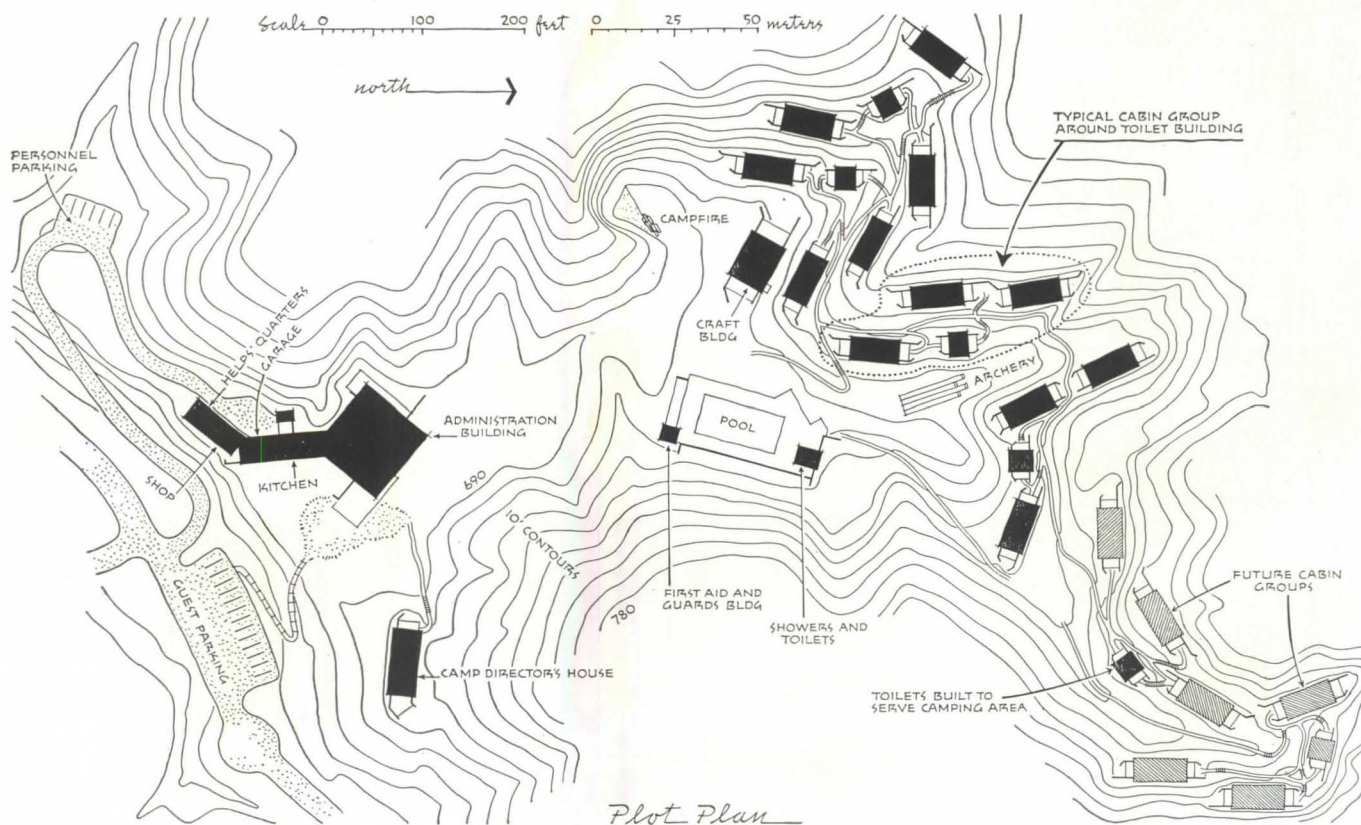 Scale 0 100 200 feet 0 25 50 meters
north
PERSONNEL
PARKING
HELPS QUARTERS
GARAGE
SHOP
KITCHEN
ADMINISTRATION
BUILDING
GUEST PARKING
CAMP DIRECTOR'S HOUSE
690
10' CONTOURS
780
CAMPFIRE
CRAFT
BLDG
POOL
FIRST AID AND
GUARDS BLDG
SHOWERS AND
TOILETS
TYPICAL CABIN GROUP
AROUND TOILET BUILDING
ARCHERY
FUTURE CABIN
GROUPS
TOILETS BUILT TO
SERVE CAMPING AREA
Plot Plan